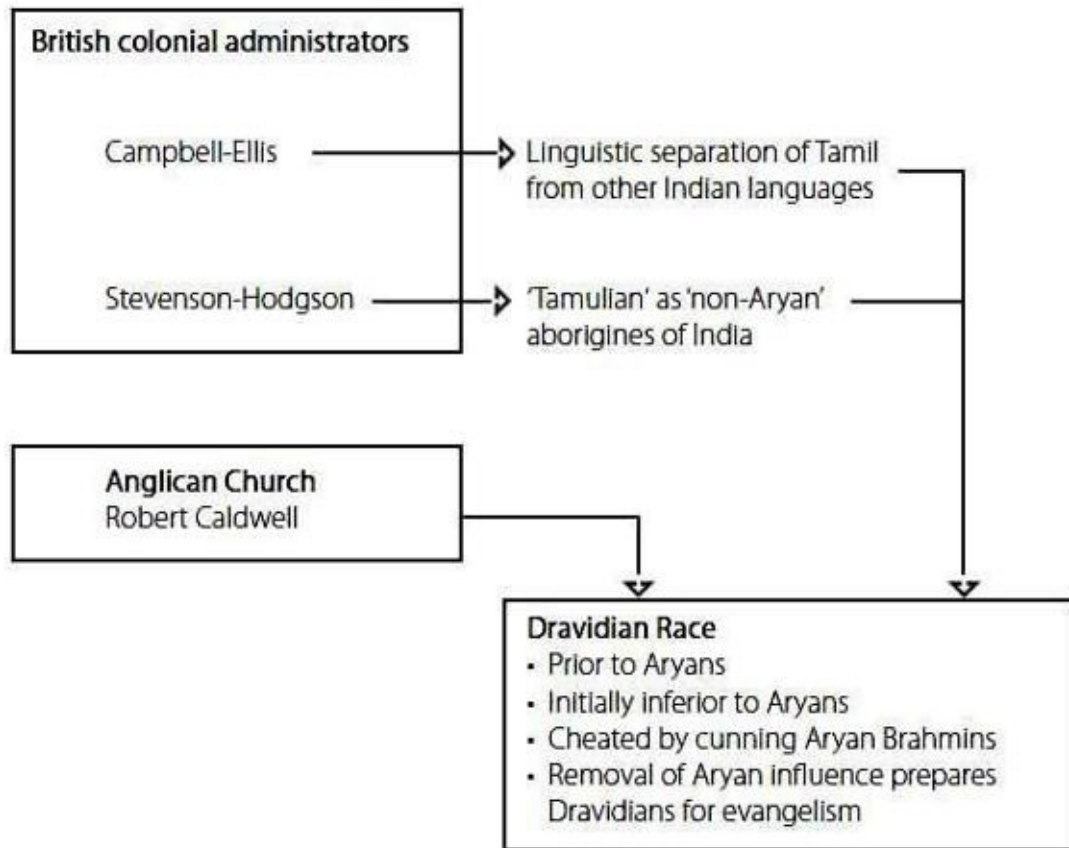 British colonial administrators
Campbell-Ellis
Linguistic separation of Tamil
from other Indian languages
Stevenson-Hodgson
'Tamulian' as 'non-Aryan'
aborigines of India
Anglican Church
Robert Caldwell
Dravidian Race
• Prior to Aryans
• Initially inferior to Aryans
• Cheated by cunning Aryan Brahmins
• Removal of Aryan influence prepares
Dravidians for evangelism